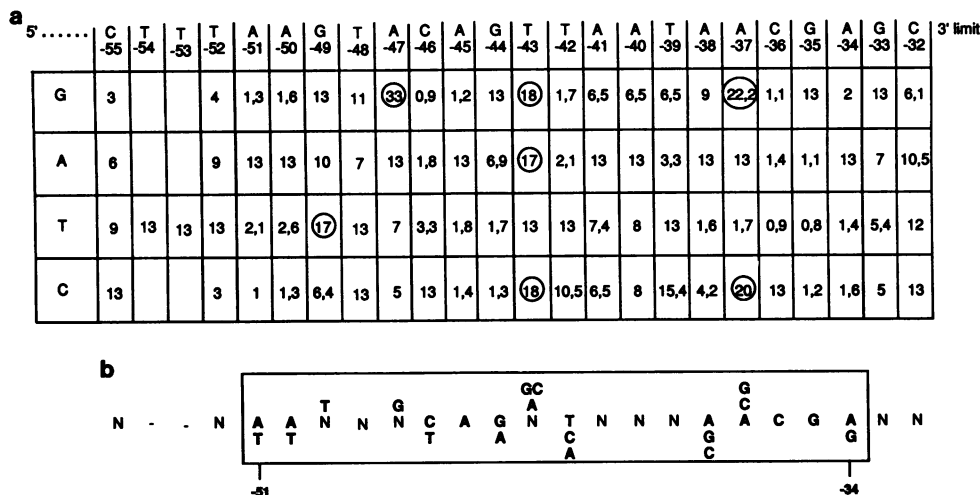 a
5' ...... C T T T A A G T A C A G T T A A T A A C G A G C 3' limit
-55 -54 -53 -52 -51 -50 -49 -48 -47 -46 -45 -44 -43 -42 -41 -40 -39 -38 -37 -36 -35 -34 -33 -32
G 3 4 1,3 1,6 13 11 33 0,9 1,2 13 18 1,7 6,5 6,5 6,5 9 22,2 1,1 13 2 13 6,1
A 6 9 13 13 10 7 13 1,8 13 6,9 17 2,1 13 13 3,3 13 13 1,4 1,1 13 7 10,5
T 9 13 13 13 2,1 2,6 17 13 7 3,3 1,8 1,7 13 13 7,4 8 13 1,6 1,7 0,9 0,8 1,4 5,4 12
C 13 3 1 1,3 6,4 13 5 13 1,4 1,3 18 10,5 6,5 8 15,4 4,2 20 13 1,2 1,6 5 13
b
GC G
T G A C
N - - N A A N N N C A G N T N N N A A C G A N N
T T T A C G G
A C
-51 -34